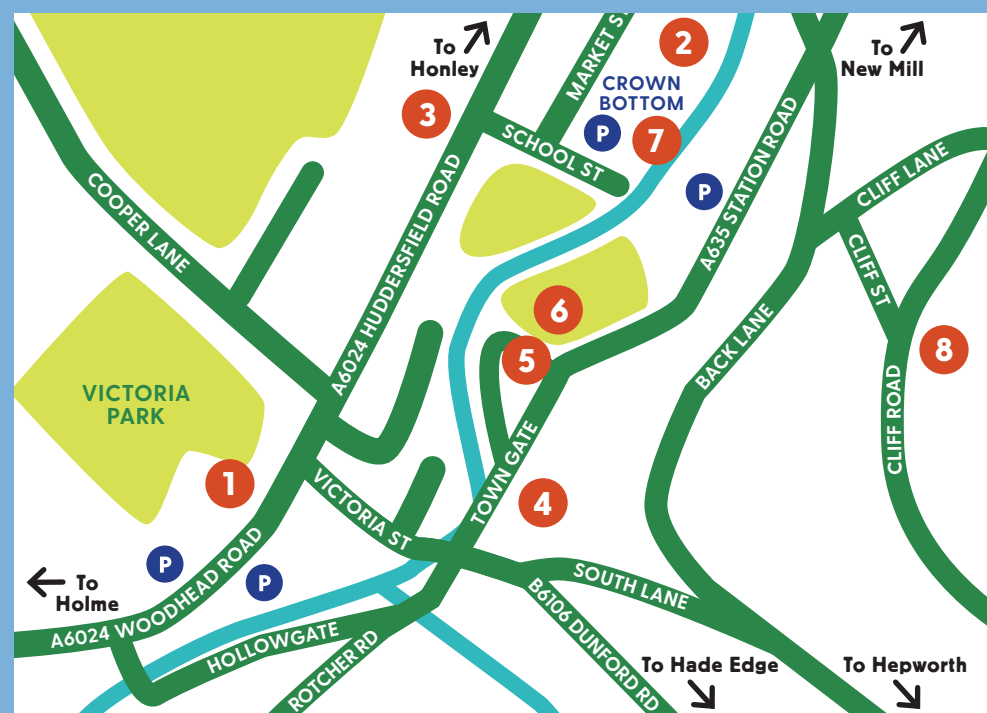 To
Honley
MARKET ST
2
To
New Mill
CROWN
BOTTOM
3
P
7
SCHOOL ST
P
A635 STATION ROAD
CLIFF LANE
COOPER LANE
A6024 HUDDERSFIELD ROAD
CLIFF ST
6
5
BACK LANE
8
VICTORIA
PARK
CLIFF ROAD
1
VICTORIA ST
TOWN GATE
4
P
P
To
Holme
A6024 WOODHEAD ROAD
HOLLOWGATE
ROTCHER RD
SOUTH LANE
B6106 DUNFORD RD
To Hade Edge
To Hepworth